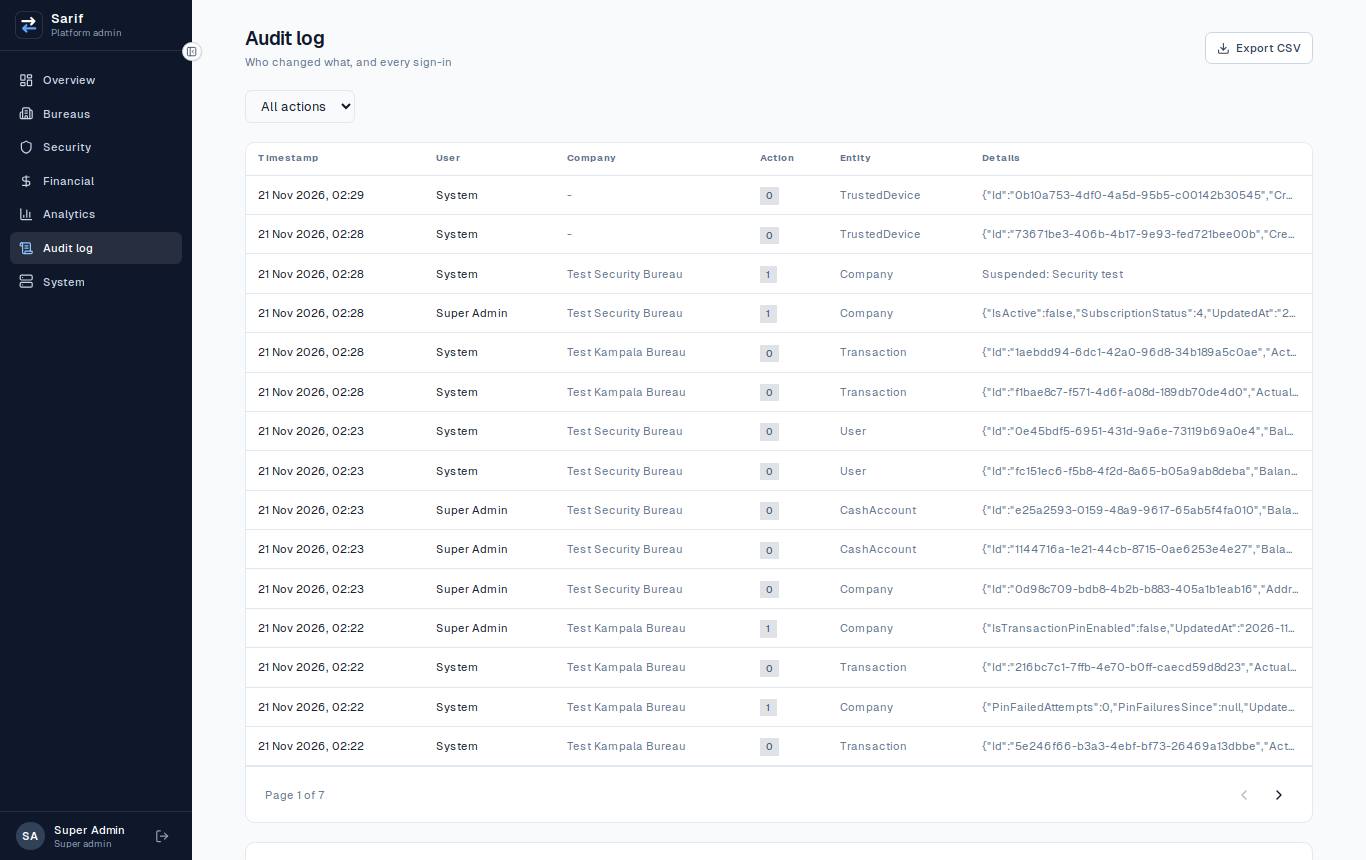 Sarif
Platform admin
Overview
Bureaus
Security
Financial
Analytics
Audit log
System
SA
Super Admin
Super admin
Audit log
Who changed what, and every sign-in
Export CSV
All actions
Timestamp User Company Action Entity Details
21 Nov 2026, 02:29 System - 0 TrustedDevice {"Id":"0b10a753-4df0-4a5d-95b5-c00142b30545","Cr...
21 Nov 2026, 02:28 System - 0 TrustedDevice {"Id":"73671be3-406b-4b17-9e93-fed721bee00b","Cre...
21 Nov 2026, 02:28 System Test Security Bureau 1 Company Suspended: Security test
21 Nov 2026, 02:28 Super Admin Test Security Bureau 1 Company {"IsActive":false,"SubscriptionStatus":4,"UpdatedAt":"2...
21 Nov 2026, 02:28 System Test Kampala Bureau 0 Transaction {"Id":"1aebdd94-6dc1-42a0-96d8-34b189a5c0ae","Act...
21 Nov 2026, 02:28 System Test Kampala Bureau 0 Transaction {"Id":"f1bae8c7-f571-4d6f-a08d-189db70de4d0","Actual...
21 Nov 2026, 02:23 System Test Security Bureau 0 User {"Id":"0e45bdf5-6951-431d-9a6e-73119b69a0e4","Bal...
21 Nov 2026, 02:23 System Test Security Bureau 0 User {"Id":"fc151ec6-f5b8-4f2d-8a65-b05a9ab8deba","Balan...
21 Nov 2026, 02:23 Super Admin Test Security Bureau 0 CashAccount {"Id":"e25a2593-0159-48a9-9617-65ab5f4fa010","Bala...
21 Nov 2026, 02:23 Super Admin Test Security Bureau 0 CashAccount {"Id":"1144716a-1e21-44cb-8715-0ae6253e4e27","Bala...
21 Nov 2026, 02:23 Super Admin Test Security Bureau 0 Company {"Id":"0d98c709-bdb8-4b2b-b883-405a1b1eab16","Addr...
21 Nov 2026, 02:22 Super Admin Test Kampala Bureau 1 Company {"IsTransactionPinEnabled":false,"UpdatedAt":"2026-11...
21 Nov 2026, 02:22 System Test Kampala Bureau 0 Transaction {"Id":"216bc7c1-7ffb-4e70-b0ff-caecd59d8d23","Actual...
21 Nov 2026, 02:22 System Test Kampala Bureau 1 Company {"PinFailedAttempts":0,"PinFailuresSince":null,"Update...
21 Nov 2026, 02:22 System Test Kampala Bureau 0 Transaction {"Id":"5e246f66-b3a3-4ebf-bf73-26469a13dbbe","Act...
Page 1 of 7